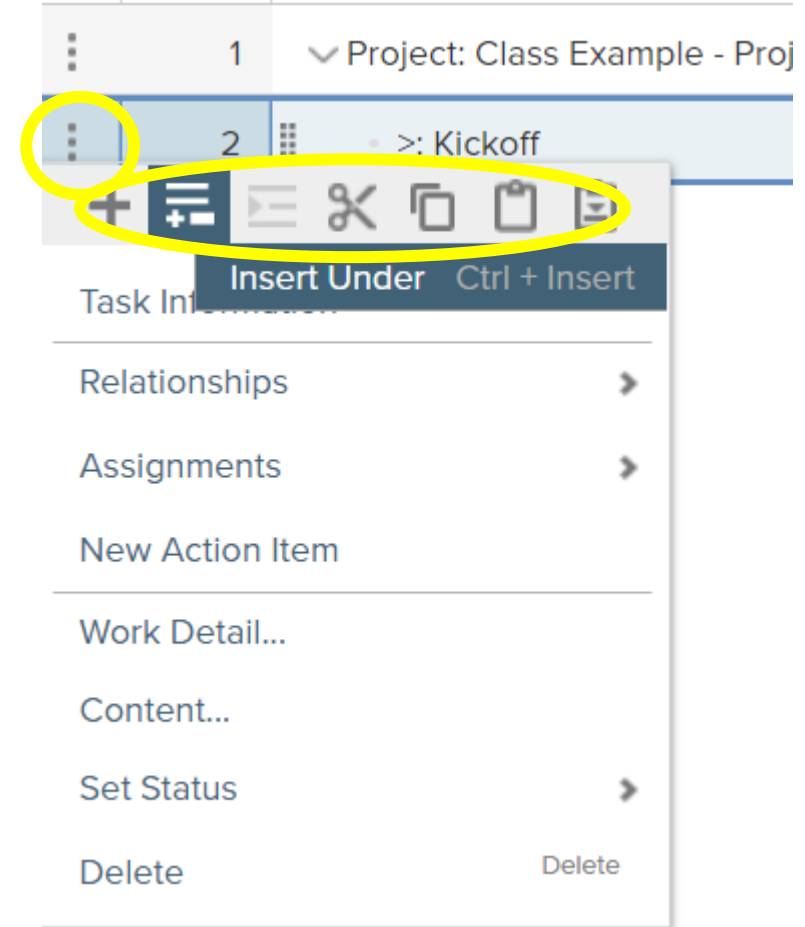 1 Project: Class Example - Proj
2 >: Kickoff
Insert Under Ctrl + Insert
Task In
Relationships
Assignments
New Action Item
Work Detail...
Content...
Set Status
Delete Delete